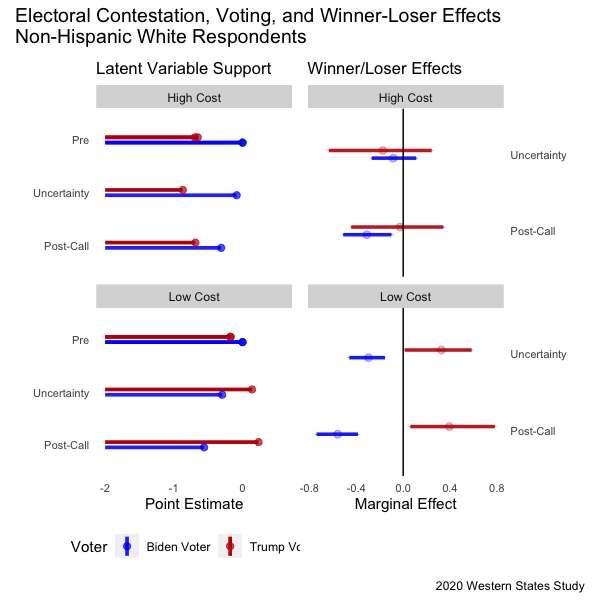 Electoral Contestation, Voting, and Winner-Loser Effects
Non-Hispanic White Respondents
Latent Variable Support
Winner/Loser Effects
High Cost
High Cost
Pre
Uncertainty
Post-Call
Uncertainty
Post-Call
Low Cost
Low Cost
Pre
Uncertainty
Post-Call
Uncertainty
Post-Call
-2 -1 0
-0.8 -0.4 0.0 0.4 0.8
Point Estimate
Marginal Effect
Voter Biden Voter Trump Vo
2020 Western States Study